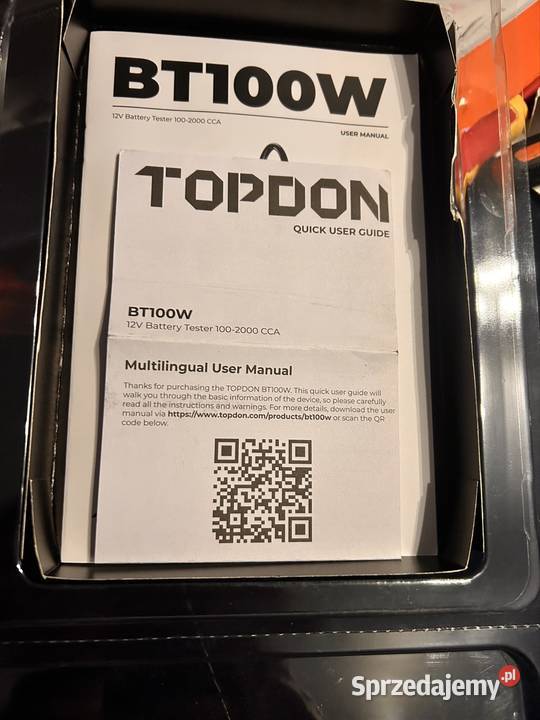 BT100W
12V Battery Tester 100-2000 CCA
USER MANUAL
TOPDON
QUICK USER GUIDE
BT100W
12V Battery Tester 100-2000 CCA
Multilingual User Manual
Thanks for purchasing the TOPDON BT100W. This quick user guide will
walk you through the basic information of the device, so please carefully
read all the instructions and warnings. For more details, download the user
manual via https://www.topdon.com/products/bt100w or scan the QR
code below.
Sprzedajemy.pl